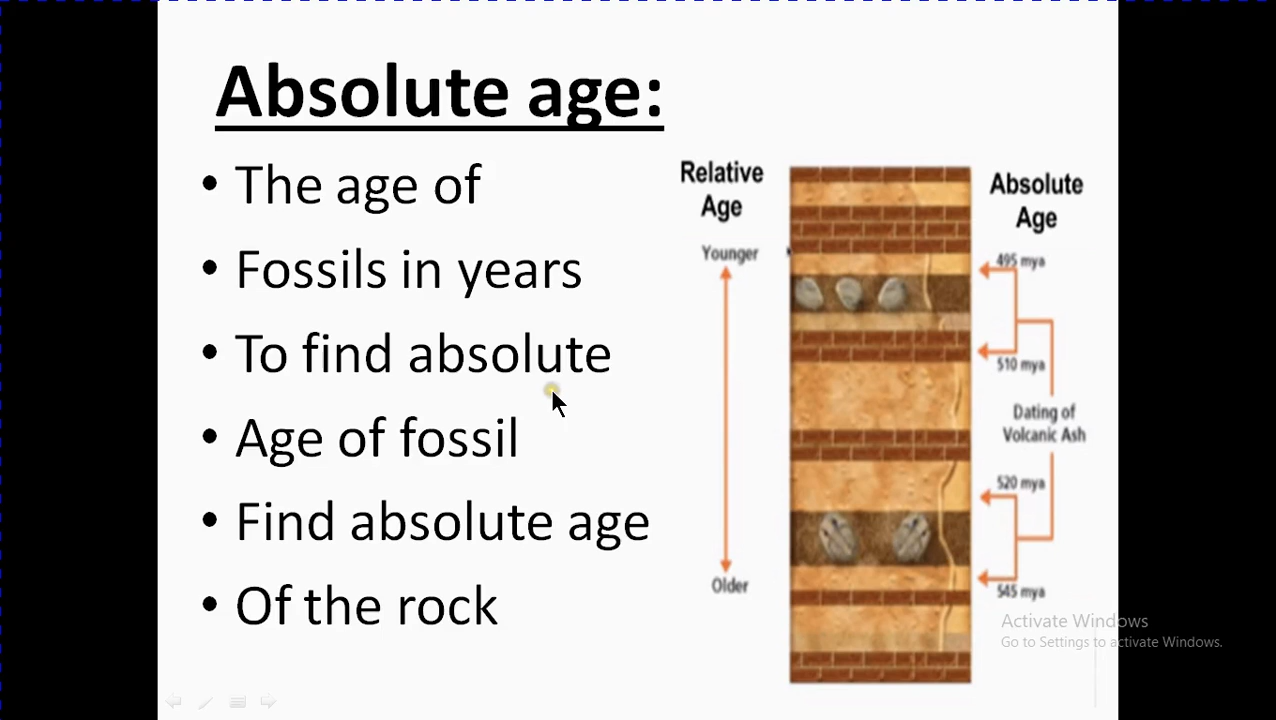 Absolute age:
• The age of
• Fossils in years
• To find absolute
• Age of fossil
• Find absolute age
• Of the rock
Relative
Age
Younger
Older
Absolute
Age
495 mya
510 mya
Dating of
Volcanic Ash
520 mya
545 mya
Activate Windows
Go to Settings to activate Windows.